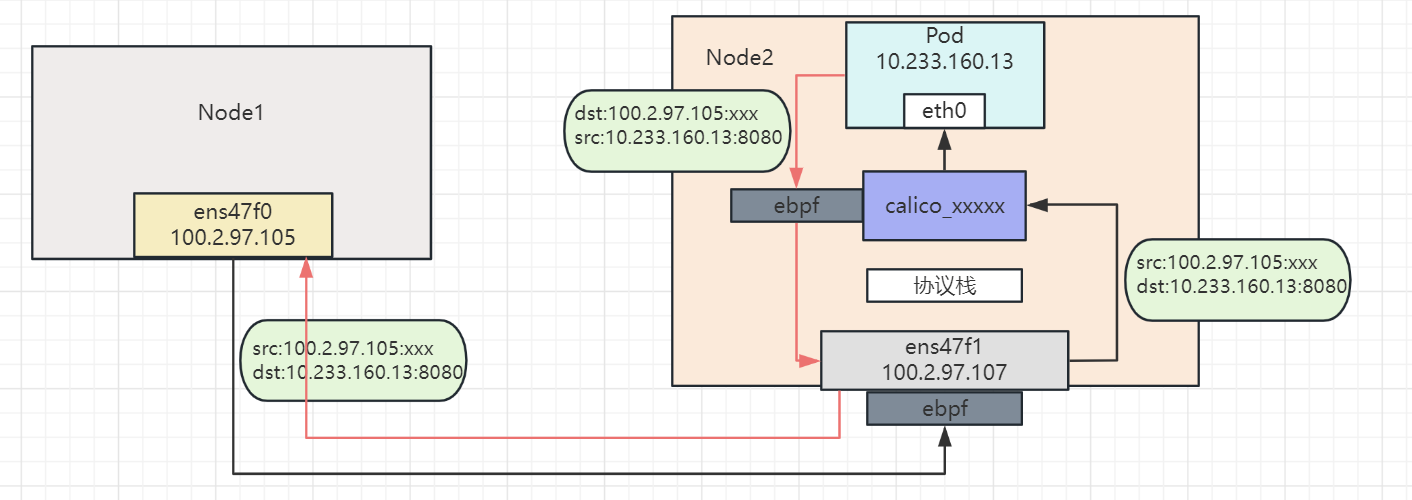 Node1
ens47f0
100.2.97.105
src:100.2.97.105:xxx
dst:10.233.160.13:8080
Node2
Pod
10.233.160.13
eth0
dst:100.2.97.105:xxx
src:10.233.160.13:8080
ebpf
calico_xxxxx
协议栈
src:100.2.97.105:xxx
dst:10.233.160.13:8080
ens47f1
100.2.97.107
ebpf